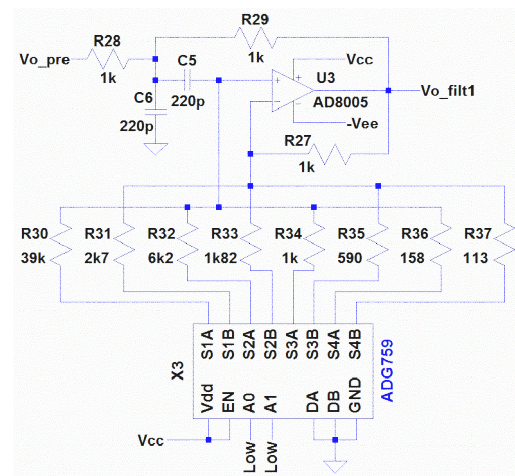 R29
R28
Vo_pre
1k
C5
1k
Vcc
U3
C6
220p
AD8005
Vo_filt1
220p
-Vee
R27
1k
R30 R31 R32 R33 R34 R35 R36 R37
39k 2k7 6k2 1k82 1k 590 158 113
S1A S1B S2A S2B S3A S3B S4A S4B
X3
ADG759
Vdd EN A0 A1 DA DB GND
Vcc
Low Low